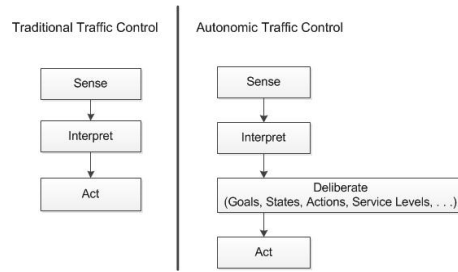 Traditional Traffic Control
Sense
Interpret
Act
Autonomic Traffic Control
Sense
Interpret
Deliberate
(Goals, States, Actions, Service Levels, . . .)
Act